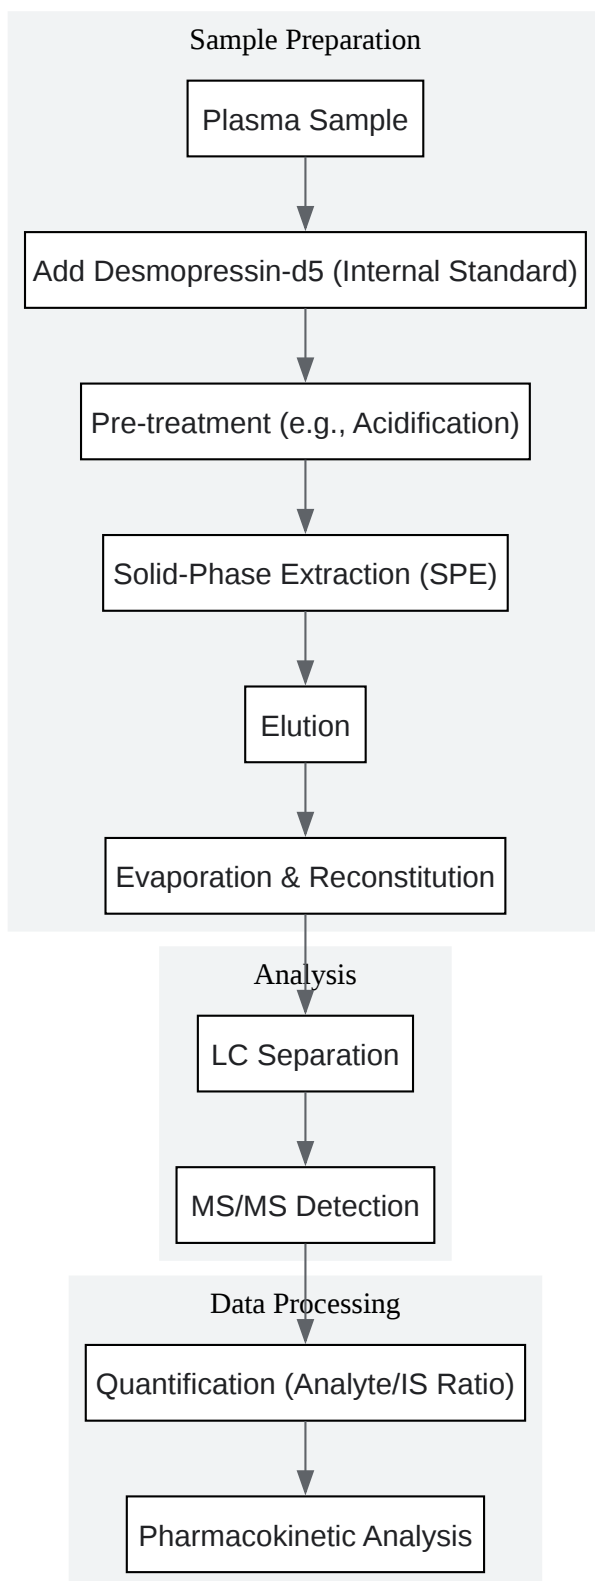 Sample Preparation
Plasma Sample
Add Desmopressin-d5 (Internal Standard)
Pre-treatment (e.g., Acidification)
Solid-Phase Extraction (SPE)
Elution
Evaporation & Reconstitution
Analysis
LC Separation
MS/MS Detection
Data Processing
Quantification (Analyte/IS Ratio)
Pharmacokinetic Analysis